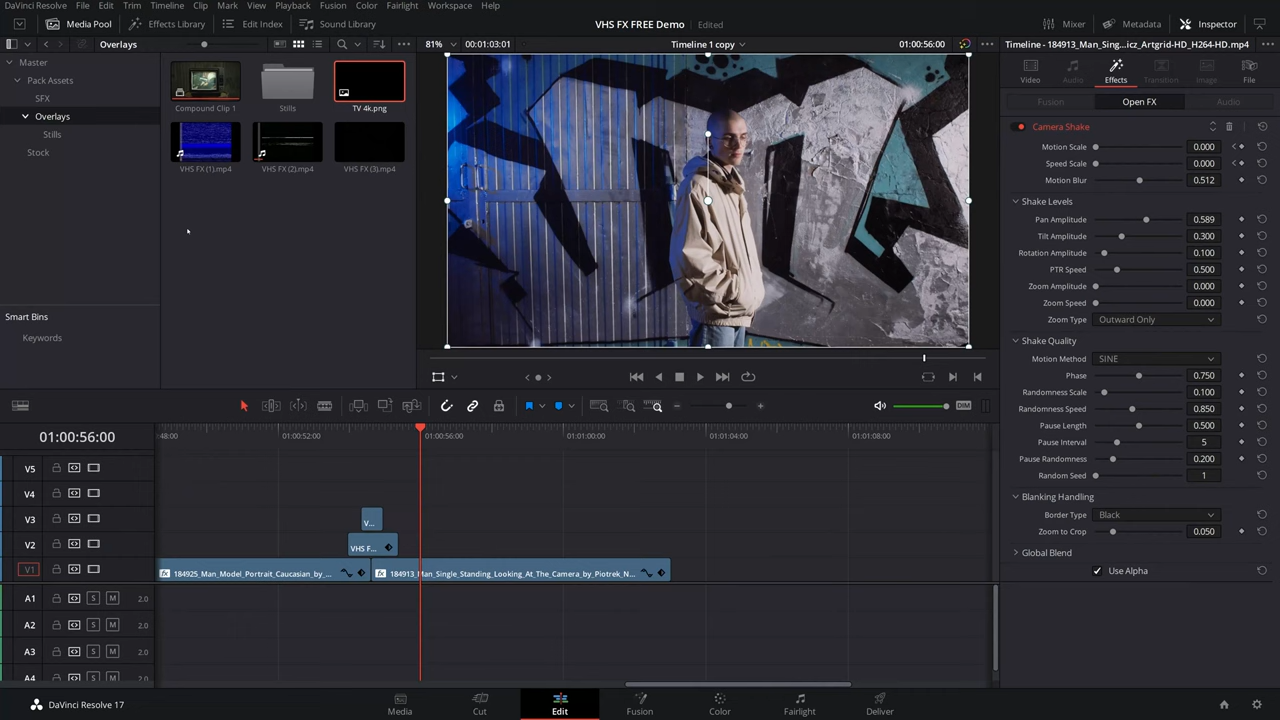 DaVinci Resolve File Edit Trim Timeline Clip Mark View Playback Fusion Color Fairlight Workspace Help
Media Pool Effects Library Edit Index Sound Library VHS FX FREE Demo Edited Mixer Metadata Inspector
Overlays 81% 00:01:03:01 Timeline 1 copy 01:00:56:00 Timeline - 184913_Man_Sing...icz_Artgrid-HD_H264-HD.mp4
Master
Pack Assets
SFX
Overlays
Stills
Stock
Smart Bins
Keywords
Compound Clip 1 Stills TV 4k.png
VHS FX (1).mp4 VHS FX (2).mp4 VHS FX (3).mp4
Video Audio Effects Transition Image File
Fusion Open FX Audio
Camera Shake
Motion Scale 0.000
Speed Scale 0.000
Motion Blur 0.512
Shake Levels
Pan Amplitude 0.589
Tilt Amplitude 0.300
Rotation Amplitude 0.100
PTR Speed 0.500
Zoom Amplitude 0.000
Zoom Speed 0.000
Zoom Type Outward Only
Shake Quality
Motion Method SINE
Phase 0.750
Randomness Scale 0.100
Randomness Speed 0.850
Pause Length 0.500
Pause Interval 5
Pause Randomness 0.200
Random Seed 1
Blanking Handling
Border Type Black
Zoom to Crop 0.050
Global Blend
Use Alpha
DIM
01:00:56:00 :48:00 01:00:52:00 01:00:56:00 01:01:00:00 01:01:04:00 01:01:08:00
V5
V4
V3 V...
V2 VHS F...
V1 184925_Man_Model_Portrait_Caucasian_by_... 184913_Man_Single_Standing_Looking_At_The_Camera_by_Piotrek_N...
A1 S M 2.0
A2 S M 2.0
A3 S M 2.0
A4 S M 2.0
DaVinci Resolve 17 Media Cut Edit Fusion Color Fairlight Deliver